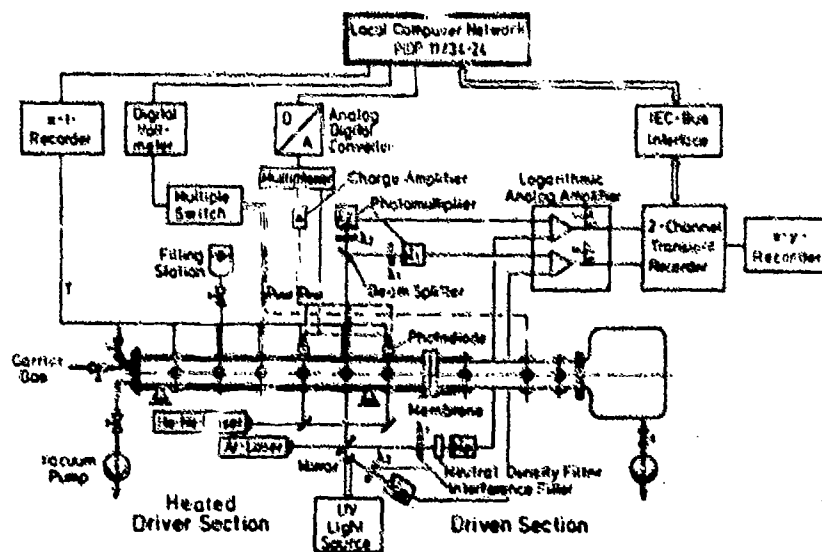 Local Computer Network
PDP 11/34-24
x-t-
Recorder
Digital
Volt-
meter
D
A
Analog
Digital
Converter
IEC-Bus
Interface
Multiplexer
Charge Amplifier
Logarithmic
Analog Amplifier
Multiple
Switch
Photomultiplier
2-Channel
Transient
Recorder
x-y-
Recorder
Filling
Station
Beam Splitter
T
Photodiode
Carrier
Gas
Membrane
He-Ne-Laser
Ar-Laser
Mirror
Neutral Density Filter
Interference Filter
Vacuum
Pump
Heated
Driver Section
UV
Light
Source
Driven Section